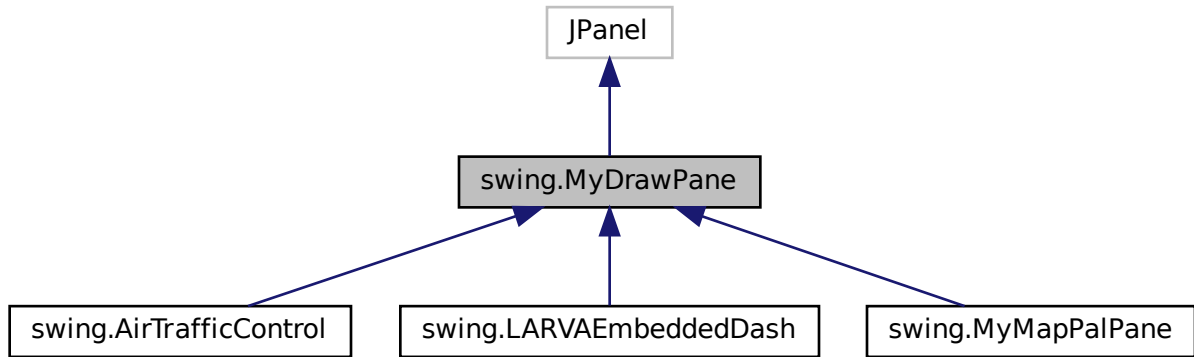 JPanel
swing.MyDrawPane
swing.AirTrafficControl
swing.LARVAEmbeddedDash
swing.MyMapPalPane